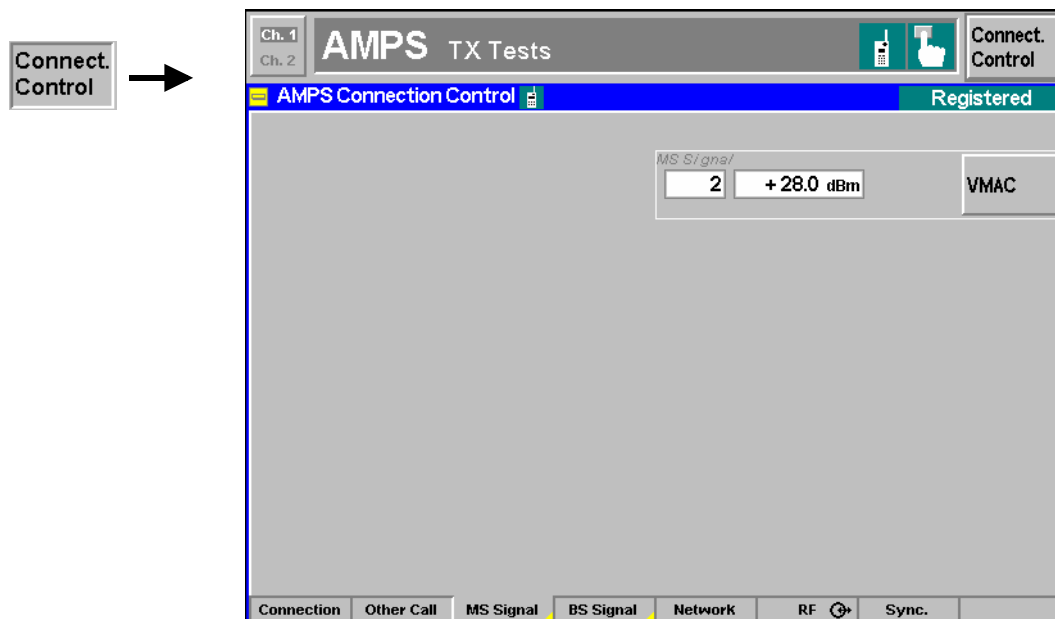 Connect.
Control
Ch. 1
Ch. 2
AMPS TX Tests
Connect.
Control
AMPS Connection Control
Registered
MS Signal
2 + 28.0 dBm
VMAC
Connection Other Call MS Signal BS Signal Network RF Sync.